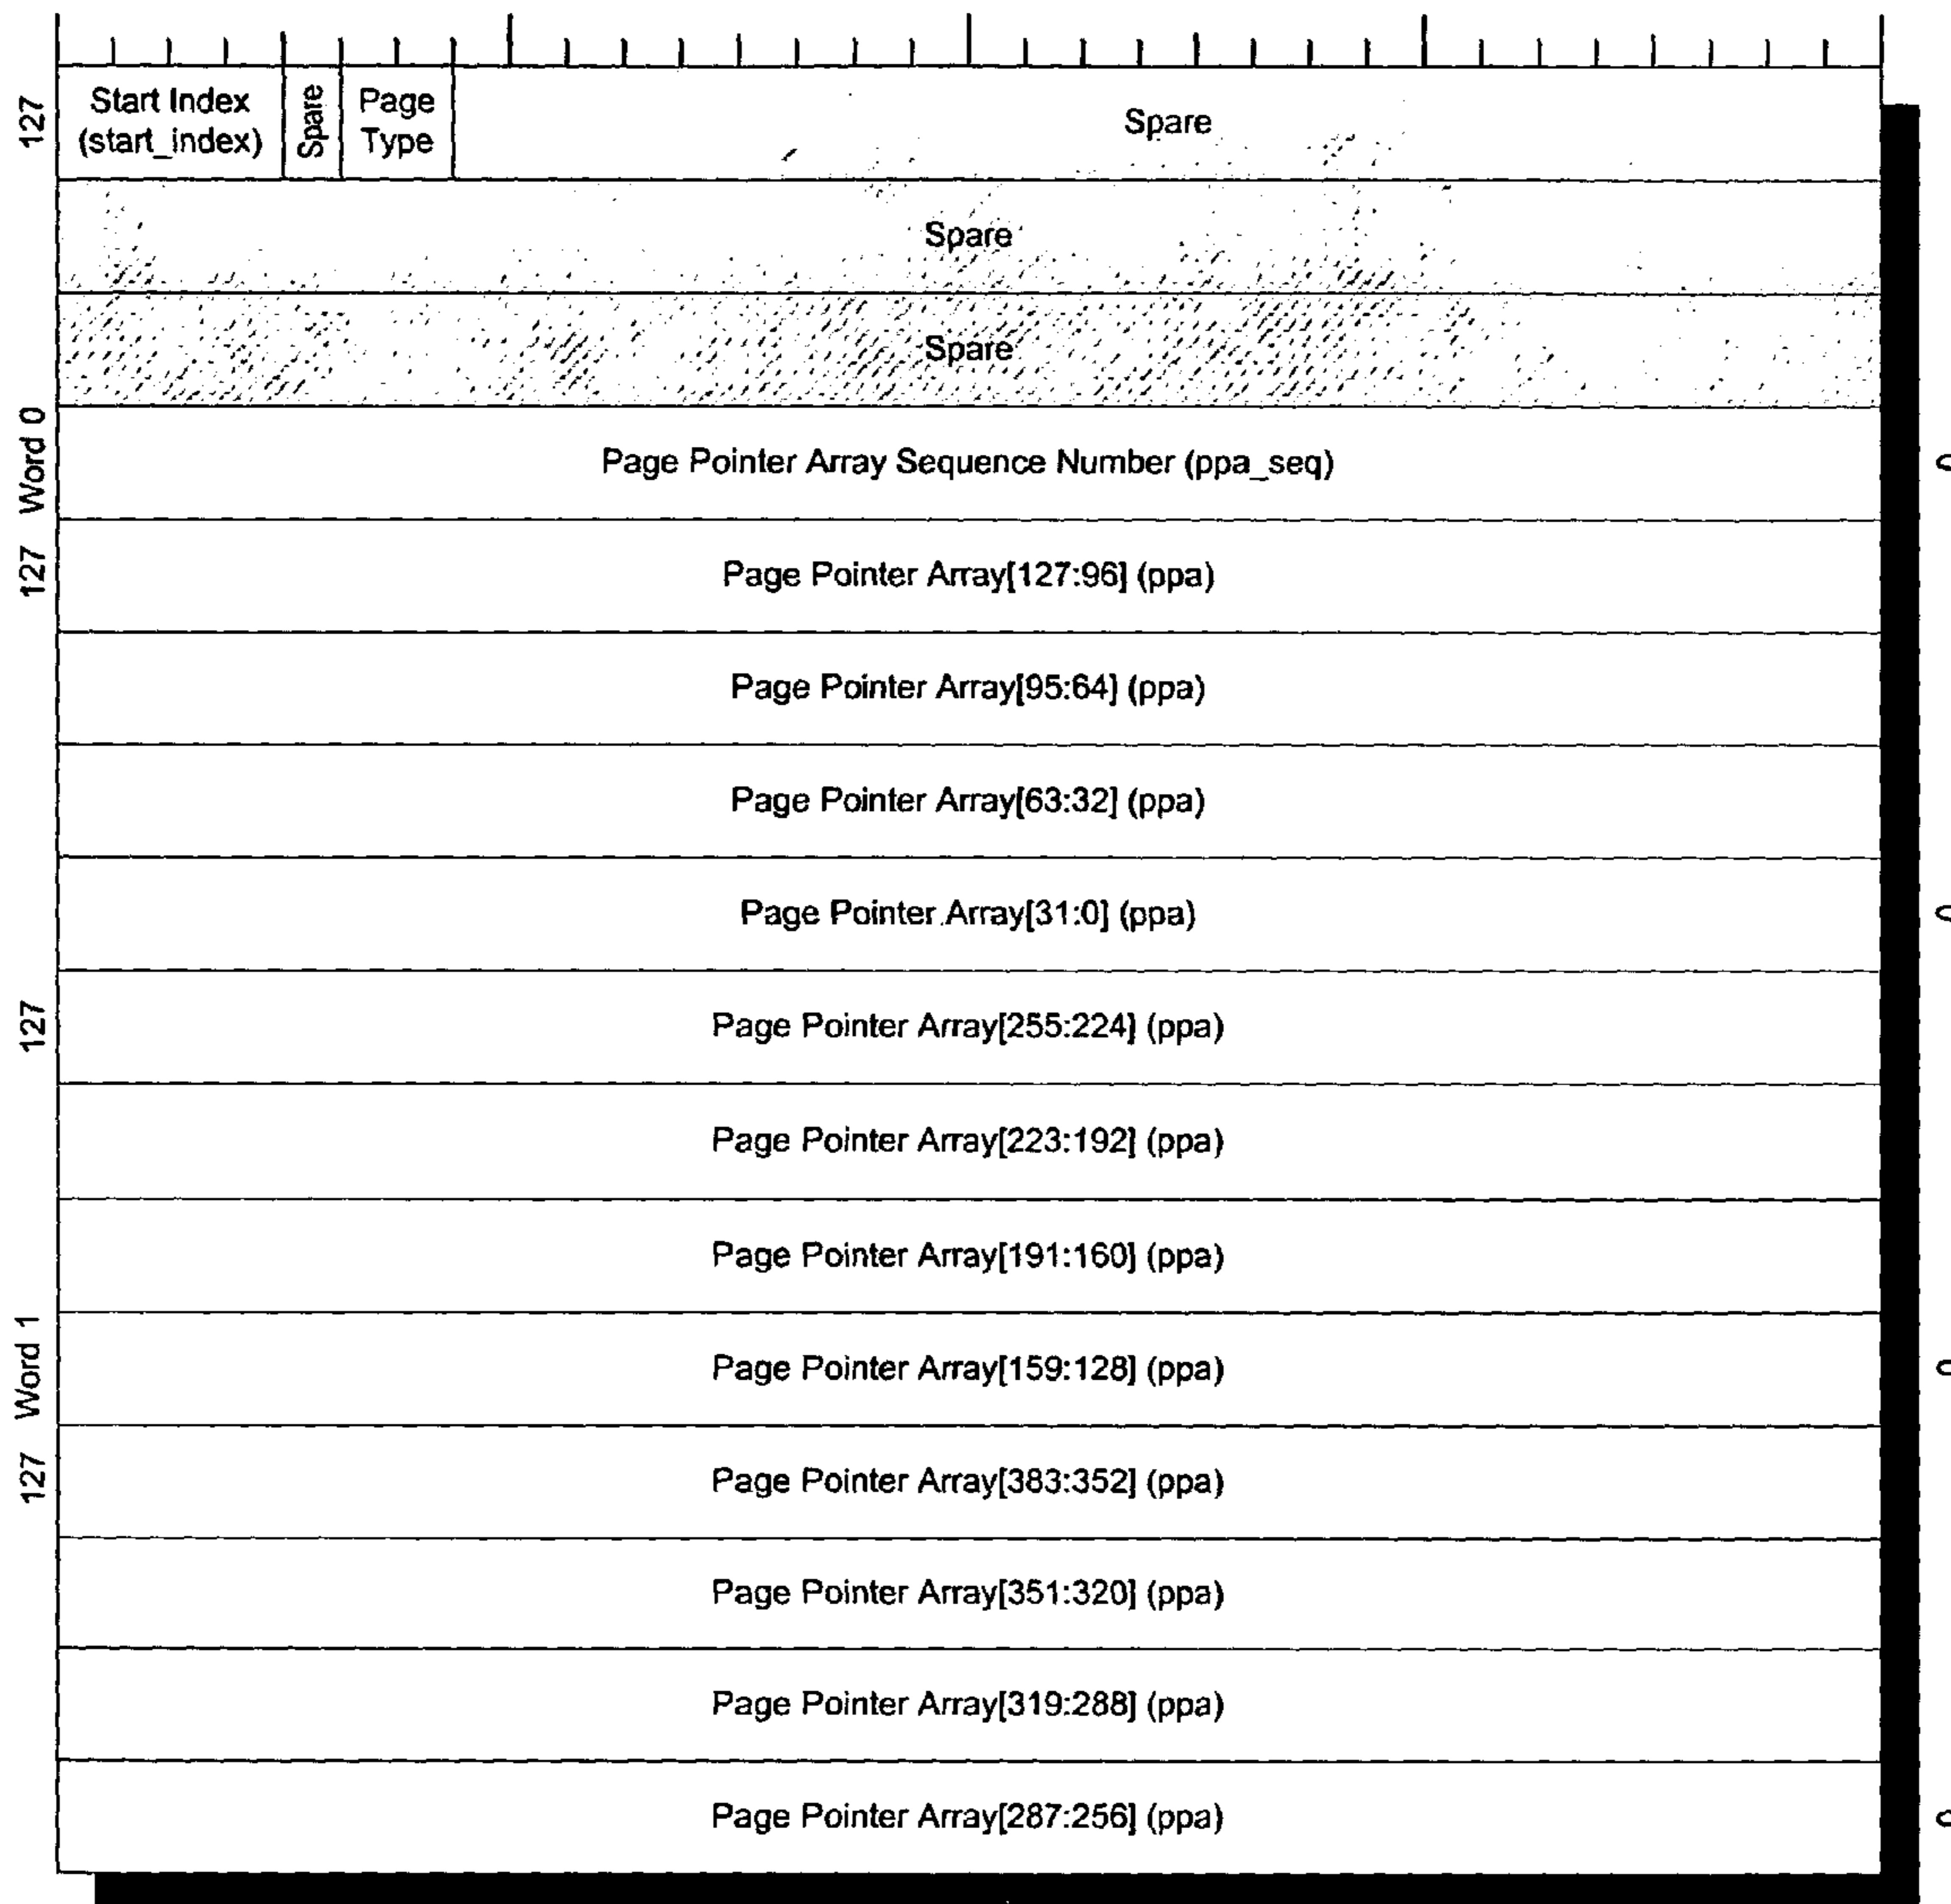 127
Start Index
(start_index)
Spare
Page
Type
Spare
Spare
Spare
Word 0
Page Pointer Array Sequence Number (ppa_seq)
127
Page Pointer Array[127:96] (ppa)
Page Pointer Array[95:64] (ppa)
Page Pointer Array[63:32] (ppa)
Page Pointer Array[31:0] (ppa)
127
Page Pointer Array[255:224] (ppa)
Page Pointer Array[223:192] (ppa)
Page Pointer Array[191:160] (ppa)
Word 1
Page Pointer Array[159:128] (ppa)
127
Page Pointer Array[383:352] (ppa)
Page Pointer Array[351:320] (ppa)
Page Pointer Array[319:288] (ppa)
Page Pointer Array[287:256] (ppa)